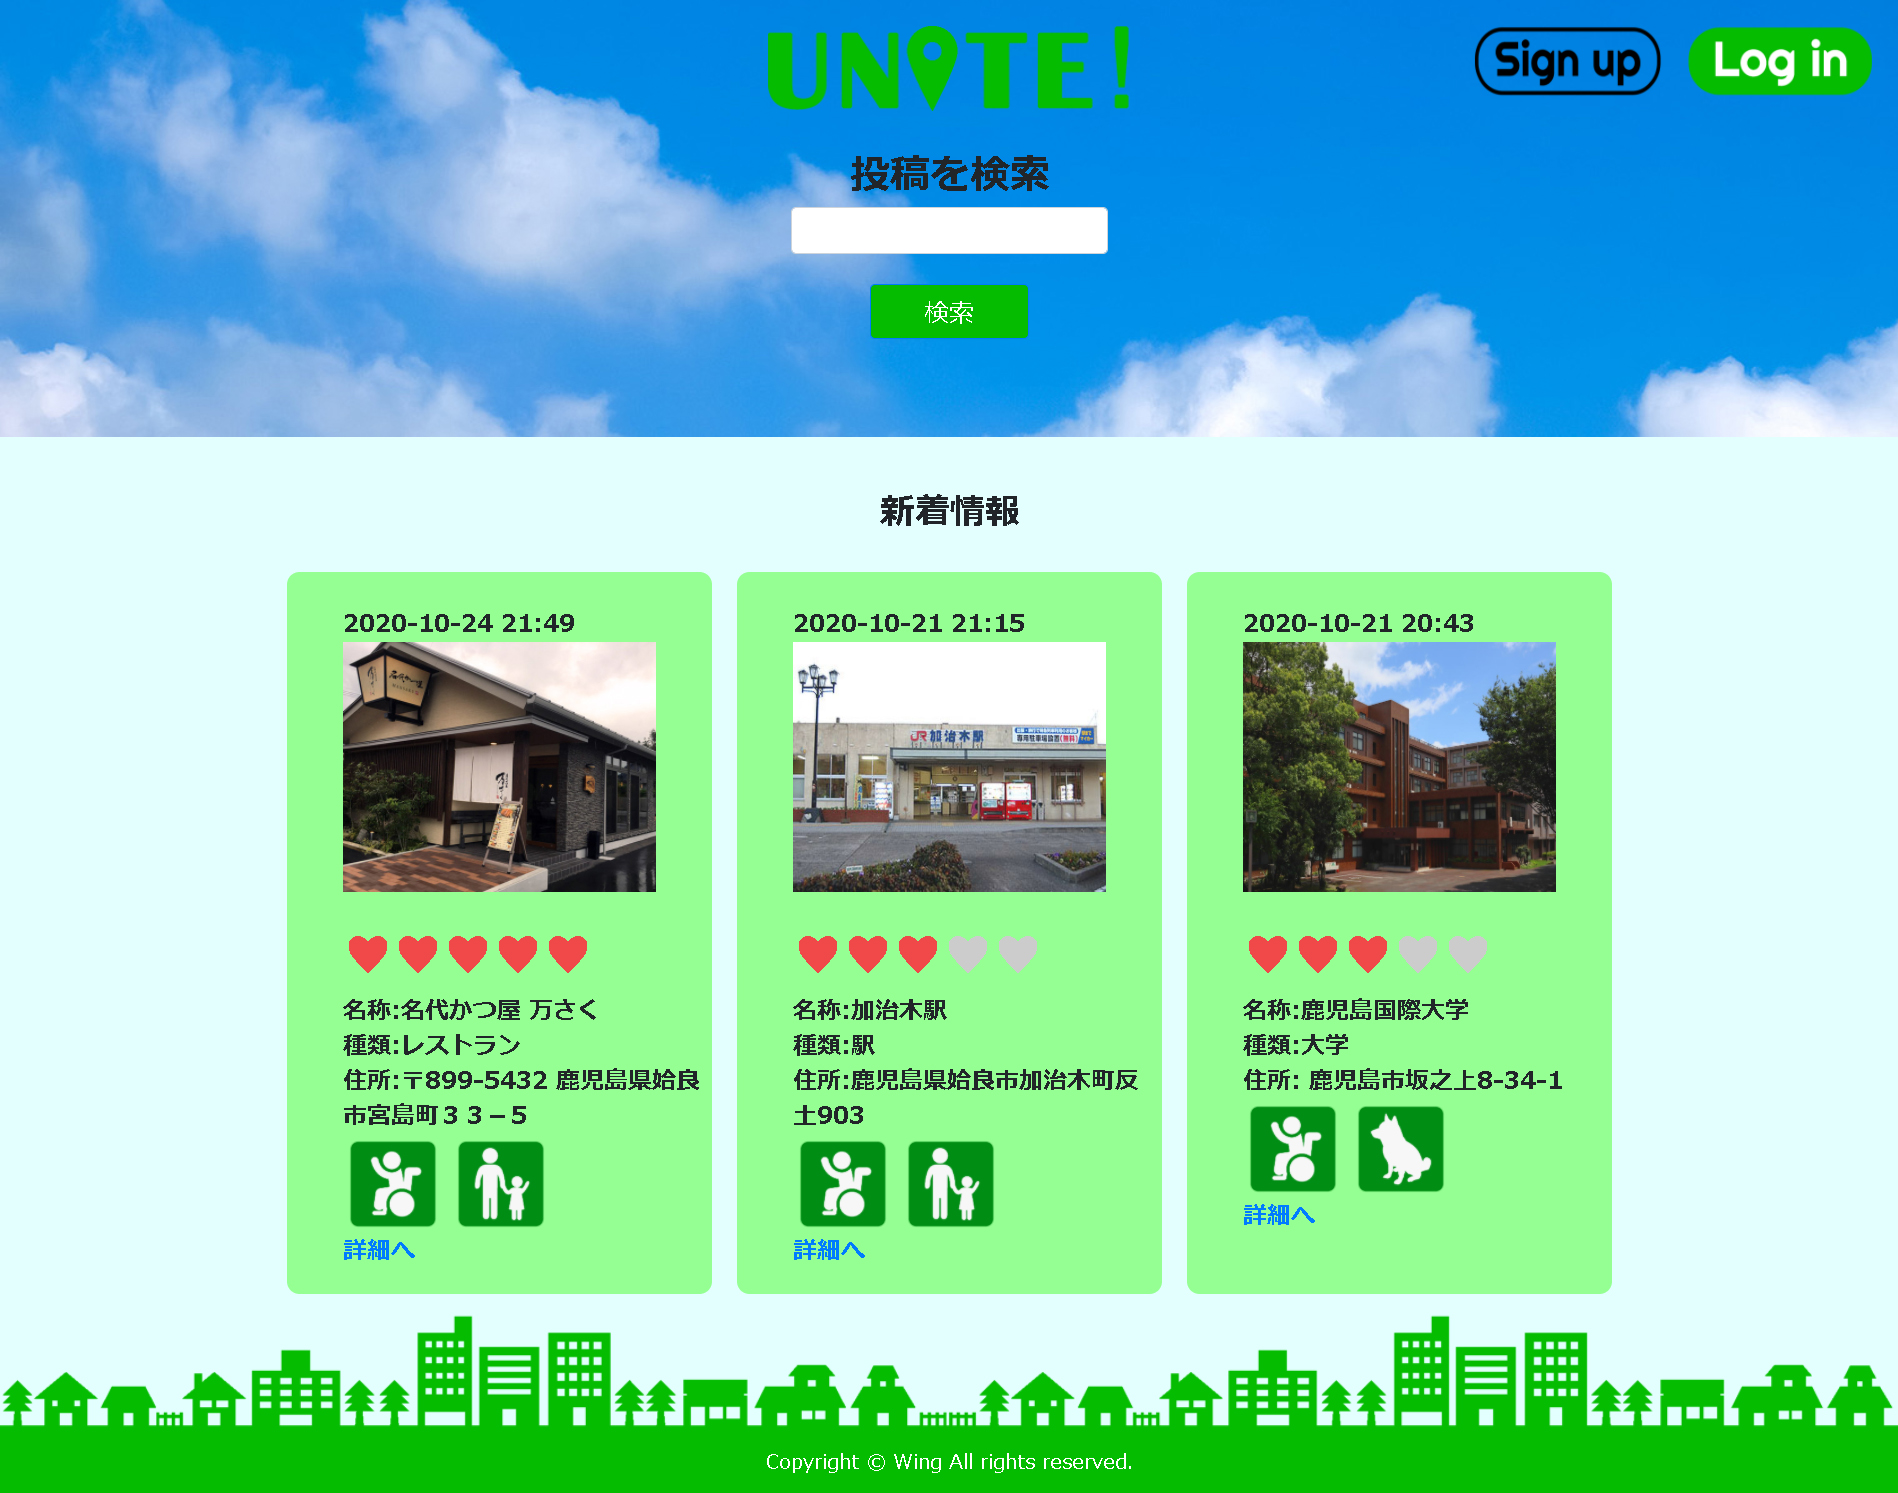 UNITE!
Sign up
Log in
投稿を検索
検索
新着情報
2020-10-24 21:49
名称:名代かつ屋 万さく
種類:レストラン
住所:〒899-5432 鹿児島県姶良
市宮島町３３−５
詳細へ
2020-10-21 21:15
JR加治木駅
名称:加治木駅
種類:駅
住所:鹿児島県姶良市加治木町反
土903
詳細へ
2020-10-21 20:43
名称:鹿児島国際大学
種類:大学
住所: 鹿児島市坂之上8-34-1
詳細へ
Copyright © Wing All rights reserved.